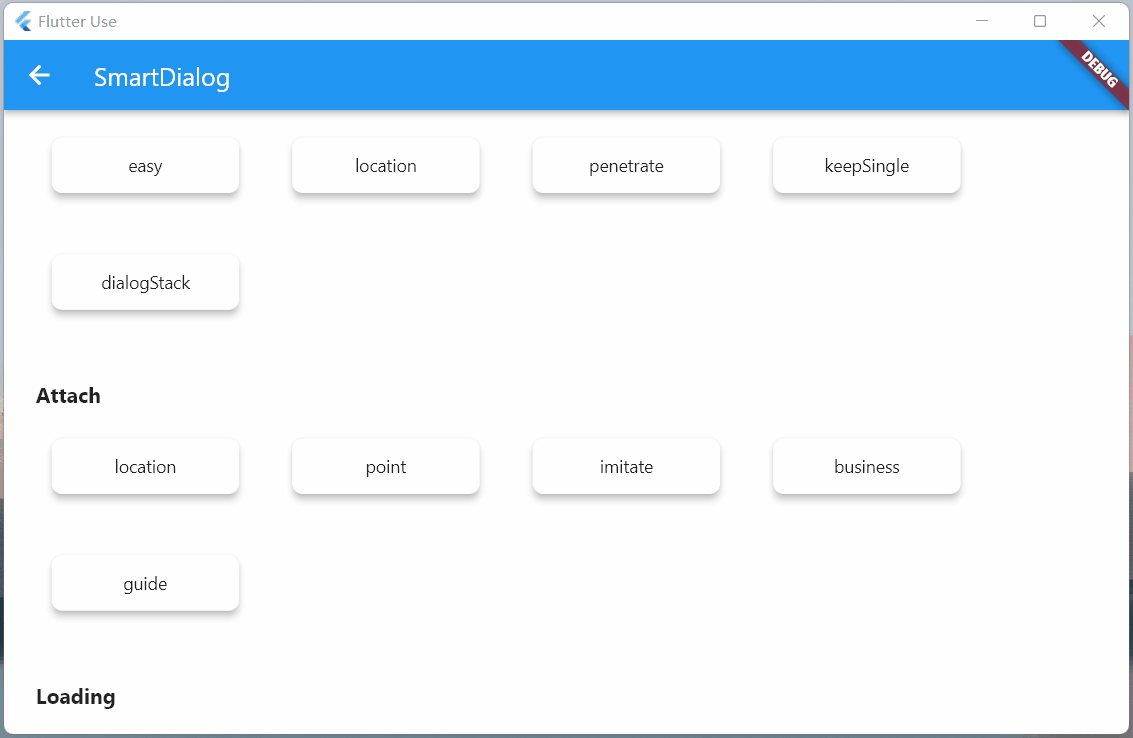 Flutter Use
SmartDialog
DEBUG
easy location penetrate keepSingle
dialogStack
Attach
location point imitate business
guide
Loading